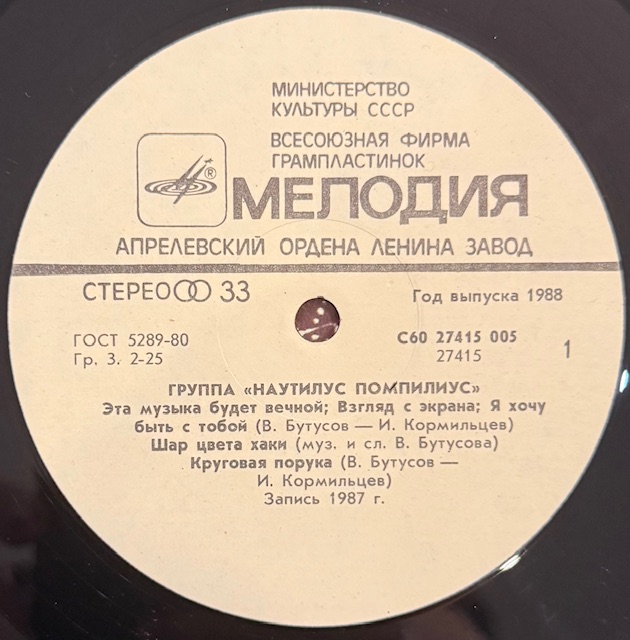 МИНИСТЕРСТВО
КУЛЬТУРЫ СССР
ВСЕСОЮЗНАЯ ФИРМА
ГРАМПЛАСТИНОК
®
МЕЛОДИЯ
АПРЕЛЕВСКИЙ ОРДЕНА ЛЕНИНА ЗАВОД
СТЕРЕО 33
Год выпуска 1988
ГОСТ 5289-80
Гр. 3. 2-25
С60 27415 005
27415
1
ГРУППА «НАУТИЛУС ПОМПИЛИУС»
Эта музыка будет вечной; Взгляд с экрана; Я хочу
быть с тобой (В. Бутусов — И. Кормильцев)
Шар цвета хаки (муз. и сл. В. Бутусова)
Круговая порука (В. Бутусов —
И. Кормильцев)
Запись 1987 г.